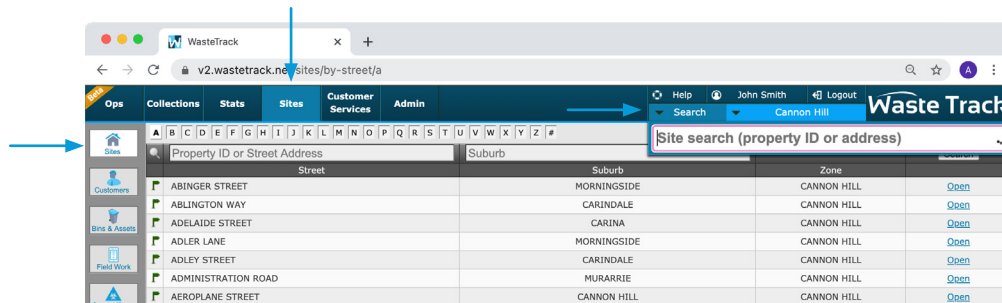 WasteTrack
v2.wastetrack.ne /sites/by-street/a
A
Beta
Ops
Collections
Stats
Sites
Customer
Services
Admin
Help
John Smith
Logout
Search
Cannon Hill
Waste Track
Site search (property ID or address)
A B C D E F G H I J K L M N O P Q R S T U V W X Y Z #
Property ID or Street Address
Suburb
Search
Street Suburb Zone
ABINGER STREET MORNINGSIDE CANNON HILL Open
ABLINGTON WAY CARINDALE CANNON HILL Open
ADELAIDE STREET CARINA CANNON HILL Open
ADLER LANE MORNINGSIDE CANNON HILL Open
ADLEY STREET CARINDALE CANNON HILL Open
ADMINISTRATION ROAD MURARRIE CANNON HILL Open
AEROPLANE STREET CANNON HILL CANNON HILL Open
Sites
Customers
Bins & Assets
Field Work